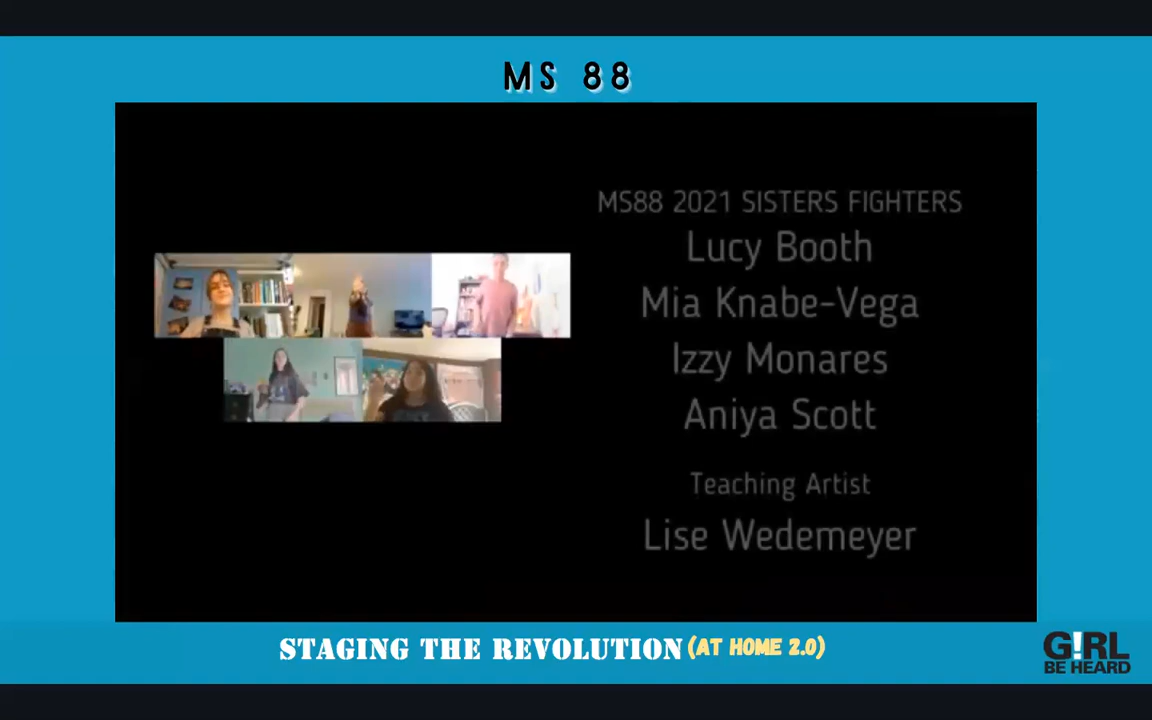 MS 88
MS88 2021 SISTERS FIGHTERS
Lucy Booth
Mia Knabe-Vega
Izzy Monares
Aniya Scott
Teaching Artist
Lise Wedemeyer
STAGING THE REVOLUTION (AT HOME 2.0)
G!RL
BE HEARD